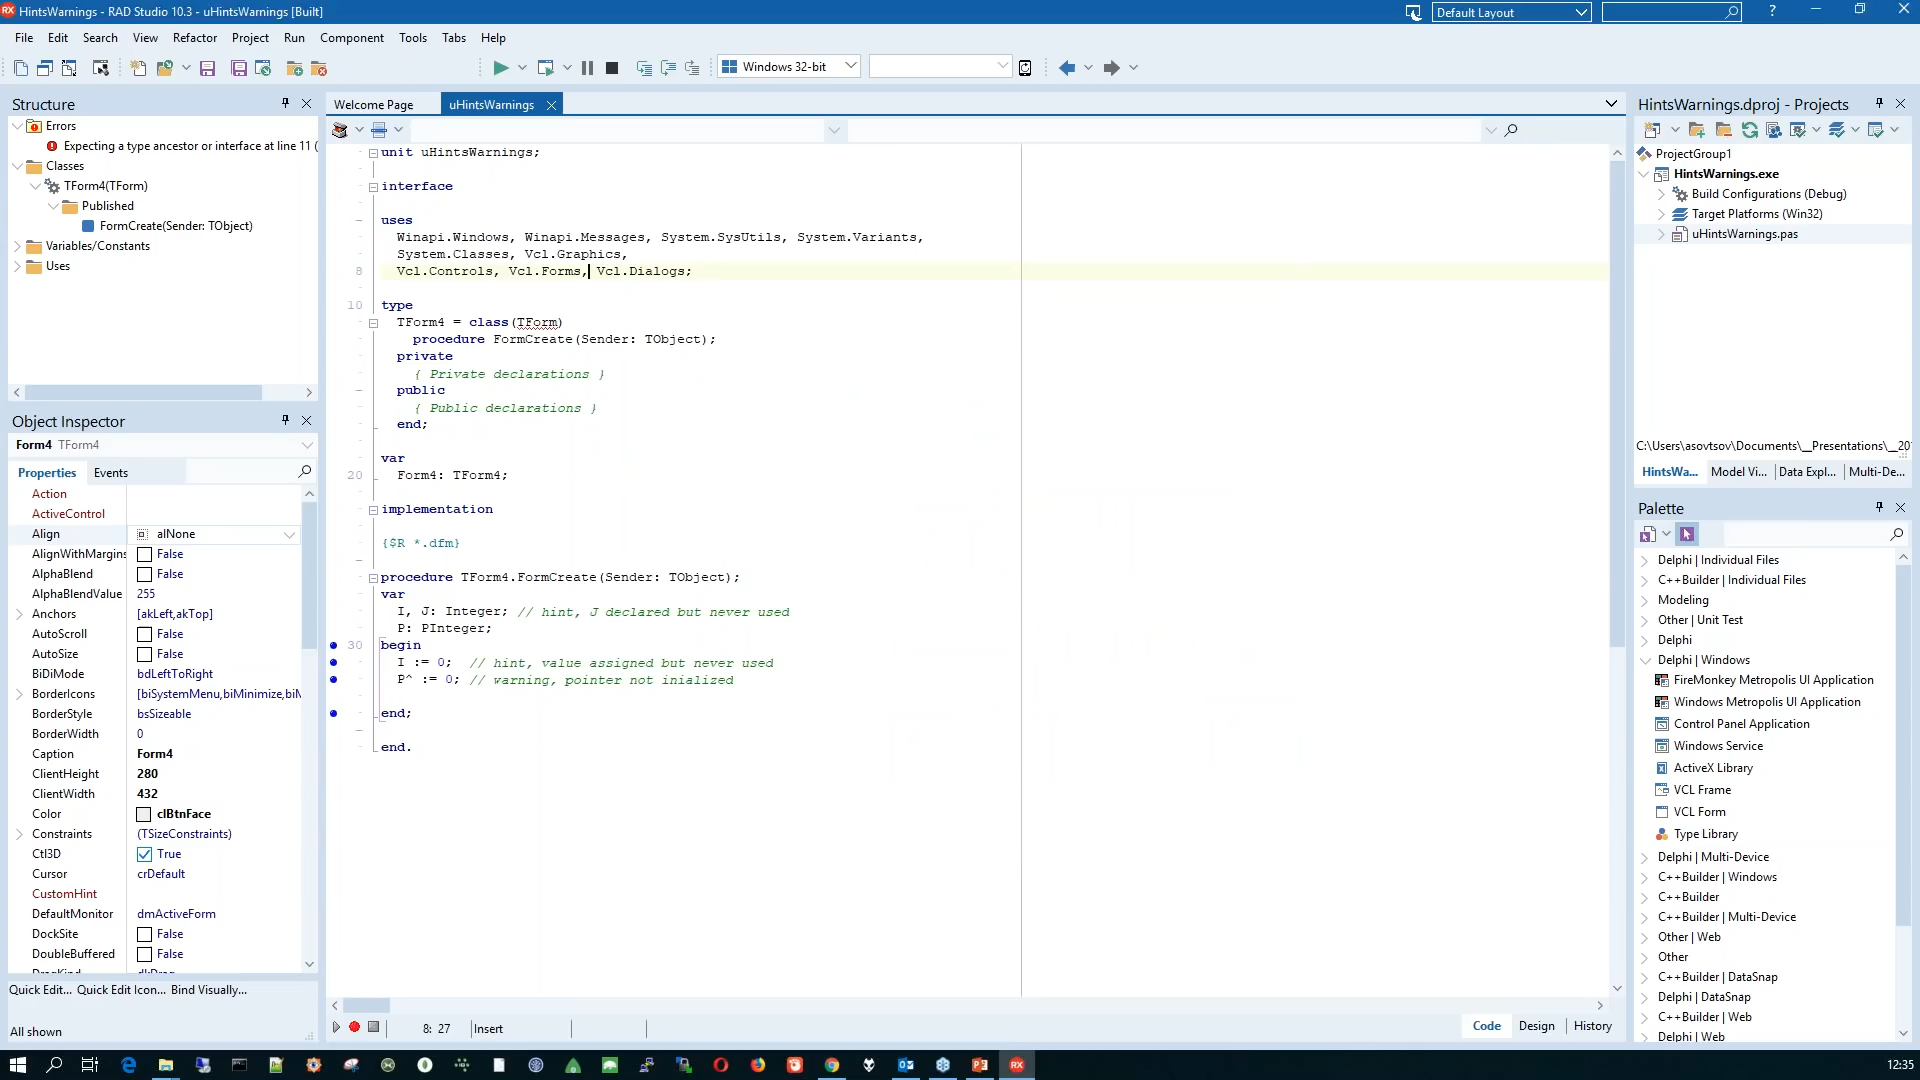 HintsWarnings - RAD Studio 10.3 - uHintsWarnings [Built]
Default Layout
?
File Edit Search View Refactor Project Run Component Tools Tabs Help
Windows 32-bit
Structure
Errors
Expecting a type ancestor or interface at line 11 (
Classes
TForm4(TForm)
Published
FormCreate(Sender: TObject)
Variables/Constants
Uses
Object Inspector
Form4 TForm4
Properties Events
Action
ActiveControl
Align alNone
AlignWithMargins False
AlphaBlend False
AlphaBlendValue 255
Anchors [akLeft,akTop]
AutoScroll False
AutoSize False
BiDiMode bdLeftToRight
BorderIcons [biSystemMenu,biMinimize,biM
BorderStyle bsSizeable
BorderWidth 0
Caption Form4
ClientHeight 280
ClientWidth 432
Color clBtnFace
Constraints (TSizeConstraints)
Ctl3D True
Cursor crDefault
CustomHint
DefaultMonitor dmActiveForm
DockSite False
DoubleBuffered False
DragKind dkDrag
Quick Edit... Quick Edit Icon... Bind Visually...
All shown
Welcome Page uHintsWarnings
unit uHintsWarnings;
interface
uses
Winapi.Windows, Winapi.Messages, System.SysUtils, System.Variants,
System.Classes, Vcl.Graphics,
8 Vcl.Controls, Vcl.Forms, Vcl.Dialogs;
10 type
TForm4 = class(TForm)
procedure FormCreate(Sender: TObject);
private
{ Private declarations }
public
{ Public declarations }
end;
var
20 Form4: TForm4;
implementation
{$R *.dfm}
procedure TForm4.FormCreate(Sender: TObject);
var
I, J: Integer; // hint, J declared but never used
P: PInteger;
30 begin
I := 0; // hint, value assigned but never used
P^ := 0; // warning, pointer not inialized
end;
end.
8: 27 Insert
Code Design History
HintsWarnings.dproj - Projects
ProjectGroup1
HintsWarnings.exe
Build Configurations (Debug)
Target Platforms (Win32)
uHintsWarnings.pas
C:\Users\asovtsov\Documents\__Presentations\__20
HintsWa... Model Vi... Data Expl... Multi-De...
Palette
Delphi | Individual Files
C++Builder | Individual Files
Modeling
Other | Unit Test
Delphi
Delphi | Windows
FireMonkey Metropolis UI Application
Windows Metropolis UI Application
Control Panel Application
Windows Service
ActiveX Library
VCL Frame
VCL Form
Type Library
Delphi | Multi-Device
C++Builder | Windows
C++Builder
C++Builder | Multi-Device
Other | Web
Other
C++Builder | DataSnap
Delphi | DataSnap
C++Builder | Web
Delphi | Web
12:35